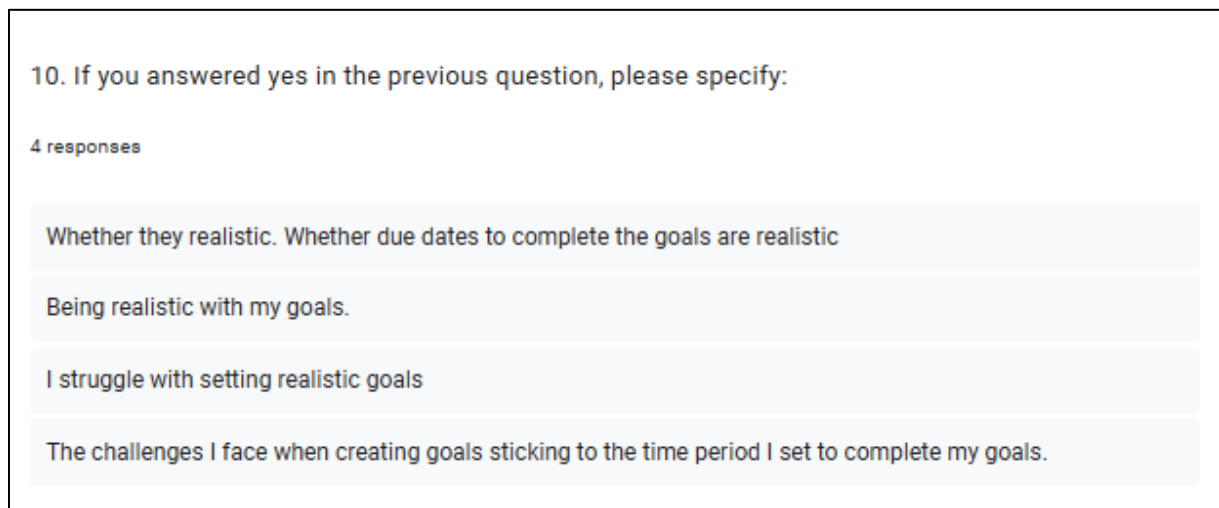 10. If you answered yes in the previous question, please specify:
4 responses
Whether they realistic. Whether due dates to complete the goals are realistic
Being realistic with my goals.
I struggle with setting realistic goals
The challenges I face when creating goals sticking to the time period I set to complete my goals.